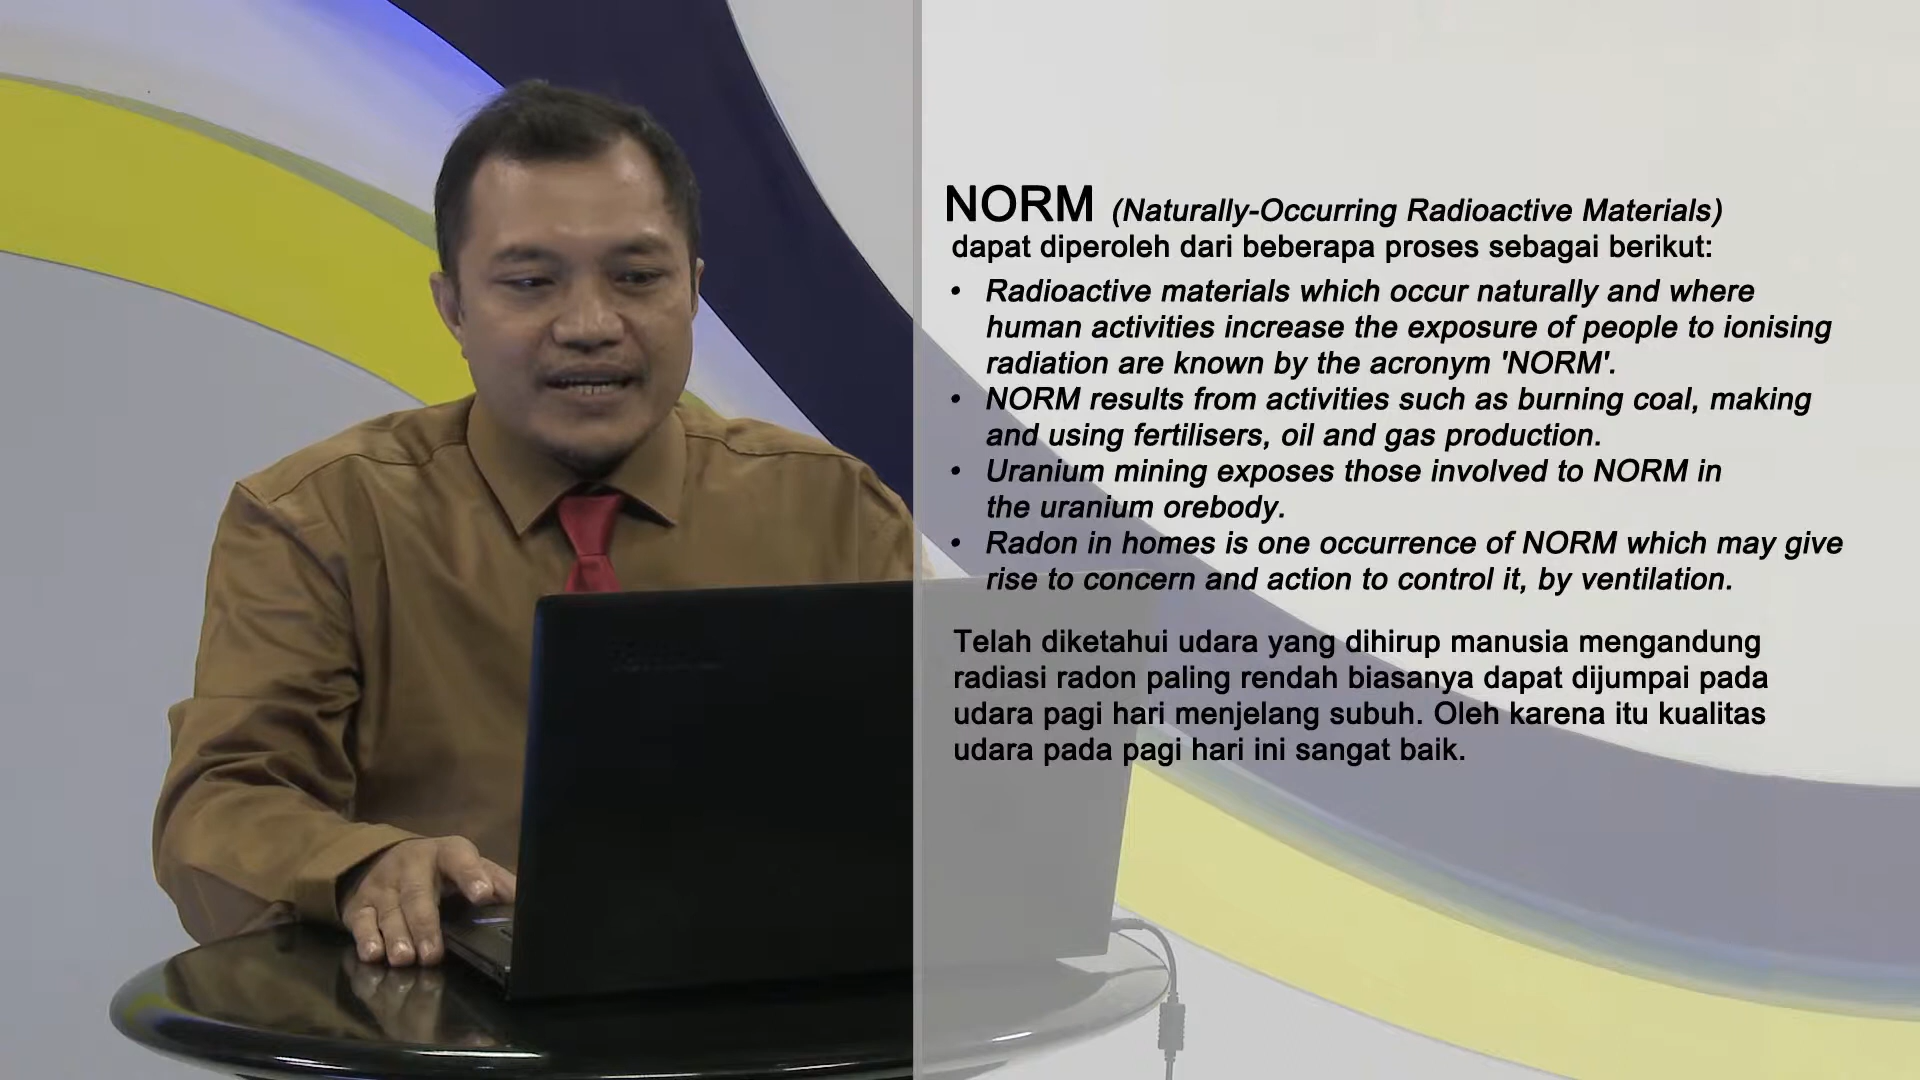 NORM (Naturally-Occurring Radioactive Materials)
dapat diperoleh dari beberapa proses sebagai berikut:
• Radioactive materials which occur naturally and where
human activities increase the exposure of people to ionising
radiation are known by the acronym 'NORM'.
• NORM results from activities such as burning coal, making
and using fertilisers, oil and gas production.
• Uranium mining exposes those involved to NORM in
the uranium orebody.
• Radon in homes is one occurrence of NORM which may give
rise to concern and action to control it, by ventilation.
Telah diketahui udara yang dihirup manusia mengandung
radiasi radon paling rendah biasanya dapat dijumpai pada
udara pagi hari menjelang subuh. Oleh karena itu kualitas
udara pada pagi hari ini sangat baik.